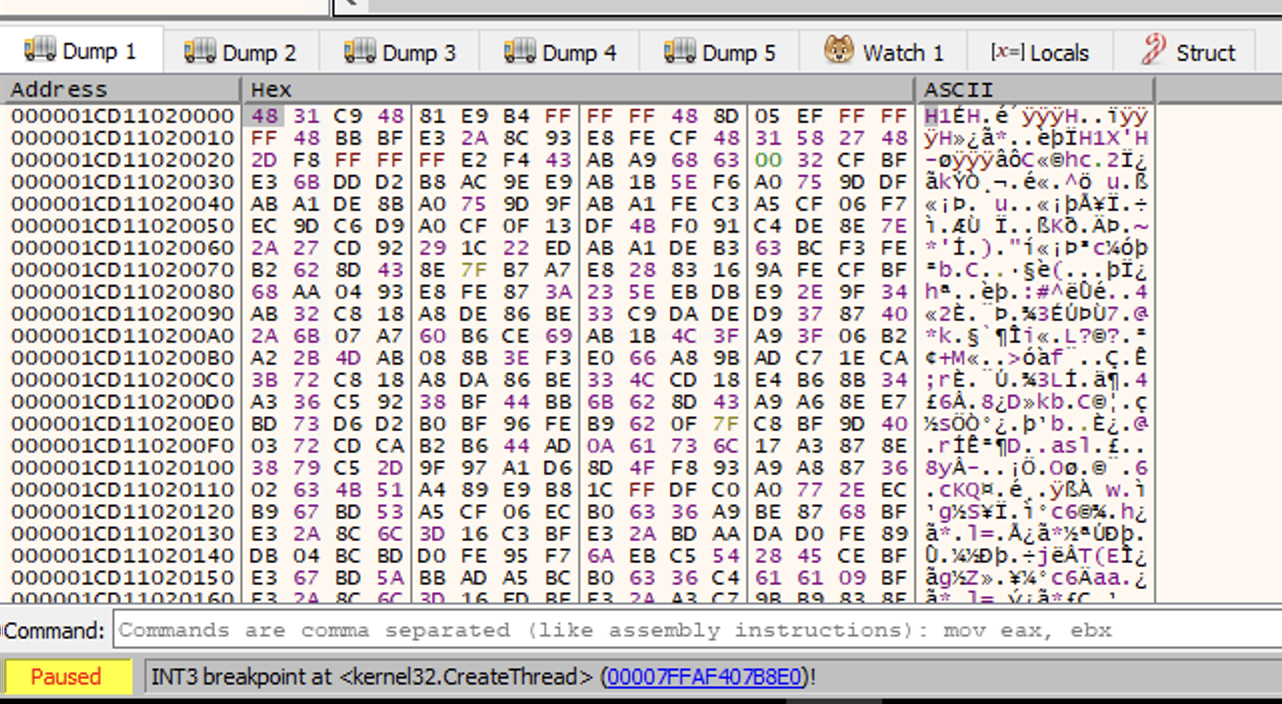 Dump 1 Dump 2 Dump 3 Dump 4 Dump 5 Watch 1 [x=] Locals Struct
Address Hex ASCII
000001CD11020000 48 31 C9 48 81 E9 B4 FF FF FF 48 8D 05 EF FF FF H1ÉH.é´ÿÿÿH..ïÿÿ
000001CD11020010 FF 48 BB BF E3 2A 8C 93 E8 FE CF 48 31 58 27 48 ÿH»¿ã*..èþÏH1X'H
000001CD11020020 2D F8 FF FF FF E2 F4 43 AB A9 68 63 00 32 CF BF -øÿÿÿâôC«©hc.2Ï¿
000001CD11020030 E3 6B DD D2 B8 AC 9E E9 AB 1B 5E F6 A0 75 9D DF ãkÝÒ¸¬.é«.^ö u.ß
000001CD11020040 AB A1 DE 8B A0 75 9D 9F AB A1 FE C3 A5 CF 06 F7 «¡Þ. u..«¡þÃ¥Ï.÷
000001CD11020050 EC 9D C6 D9 A0 CF 0F 13 DF 4B F0 91 C4 DE 8E 7E ì.ÆÙ Ï..ßKð.ÄÞ.~
000001CD11020060 2A 27 CD 92 29 1C 22 ED AB A1 DE B3 63 BC F3 FE *'Í.)."í«¡Þ³c¼óþ
000001CD11020070 B2 62 8D 43 8E 7F B7 A7 E8 28 83 16 9A FE CF BF ²b.C..·§è(...þÏ¿
000001CD11020080 68 AA 04 93 E8 FE 87 3A 23 5E EB DB E9 2E 9F 34 hª..èþ.:#^ëÛé..4
000001CD11020090 AB 32 C8 18 A8 DE 86 BE 33 C9 DA DE D9 37 87 40 «2È.¨Þ.¾3ÉÚÞÙ7.@
000001CD110200A0 2A 6B 07 A7 60 B6 CE 69 AB 1B 4C 3F A9 3F 06 B2 *k.§`¶Îi«.L?©?.²
000001CD110200B0 A2 2B 4D AB 08 8B 3E F3 E0 66 A8 9B AD C7 1E CA ¢+M«..>óàf¨..Ç.Ê
000001CD110200C0 3B 72 C8 18 A8 DA 86 BE 33 4C CD 18 E4 B6 8B 34 ;rÈ.¨Ú.¾3LÍ.ä¶.4
000001CD110200D0 A3 36 C5 92 38 BF 44 BB 6B 62 8D 43 A9 A6 8E E7 £6Å.8¿D»kb.C©¦.ç
000001CD110200E0 BD 73 D6 D2 B0 BF 96 FE B9 62 0F 7F C8 BF 9D 40 ½sÖÒ°¿.þ¹b..È¿.@
000001CD110200F0 03 72 CD CA B2 B6 44 AD 0A 61 73 6C 17 A3 87 8E .rÍÊ²¶D..asl.£..
000001CD11020100 38 79 C5 2D 9F 97 A1 D6 8D 4F F8 93 A9 A8 87 36 8yÅ-..¡Ö.Oø.©¨.6
000001CD11020110 02 63 4B 51 A4 89 E9 B8 1C FF DF C0 A0 77 2E EC .cKQ¤.é¸.ÿßÀ w.ì
000001CD11020120 B9 67 BD 53 A5 CF 06 EC B0 63 36 A9 BE 87 68 BF ¹g½S¥Ï.ì°c6©¾.h¿
000001CD11020130 E3 2A 8C 6C 3D 16 C3 BF E3 2A BD AA DA D0 FE 89 ã*.l=.Ã¿ã*½ªÚÐþ.
000001CD11020140 DB 04 BC BD D0 FE 95 F7 6A EB C5 54 28 45 CE BF Û.¼½Ðþ.÷jëÅT(EÎ¿
000001CD11020150 E3 67 BD 5A BB AD A5 BC B0 63 36 C4 61 61 09 BF ãg½Z».¥¼°c6Äaa.¿
000001CD11020160 E3 2A 8C 6C 3D 16 ED BF E3 2A A3 C7 9B B9 83 8F ã*.l=.í¿ã*£Ç.¹..
Command: Commands are comma separated (like assembly instructions): mov eax, ebx
Paused INT3 breakpoint at <kernel32.CreateThread> (00007FFAF407B8E0)!